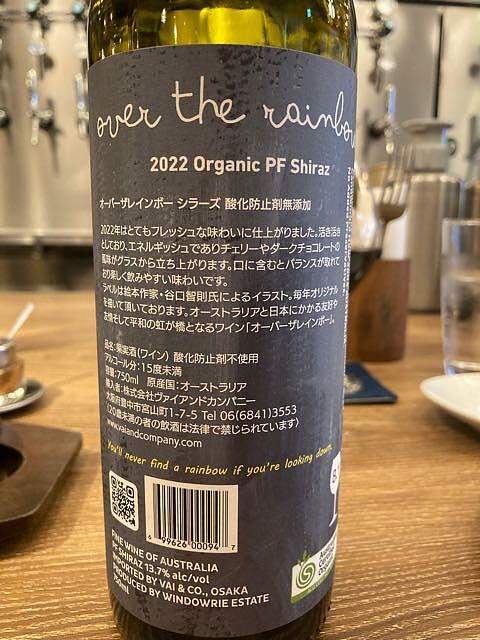 over the rainbow
2022 Organic PF Shiraz
オーバーザレインボー シラーズ 酸化防止剤無添加
2022年はとてもフレッシュな味わいに仕上がりました。活き活き
としており、エネルギッシュでありチェリーやダークチョコレートの
風味がグラスから立ち上がります。口に含むとバランスが取れて
おり楽しく飲みやすい味わいです。
ラベルは絵本作家・谷口智則氏によるイラスト。毎年オリジナル
を描いて頂いております。オーストラリアと日本にかかる友好や
友情そして平和の虹が橋となるワイン「オーバーザレインボー」。
品名：果実酒(ワイン) 酸化防止剤不使用
アルコール分：15度未満
容量：750ml 原産国：オーストラリア
輸入者：株式会社ヴァイアンドカンパニー
大阪府豊中市宮山町1-7-5 Tel 06(6841)3553
〈20歳未満の者の飲酒は法律で禁じられています〉
www.vaiandcompany.com
You'll never find a rainbow if you're looking down.
6 99626 00094 7
FINE WINE OF AUSTRALIA
PF SHIRAZ 13.7% alc/vol
IMPORTED BY VAI & CO., OSAKA
PRODUCED BY WINDOWRIE ESTATE
750ml